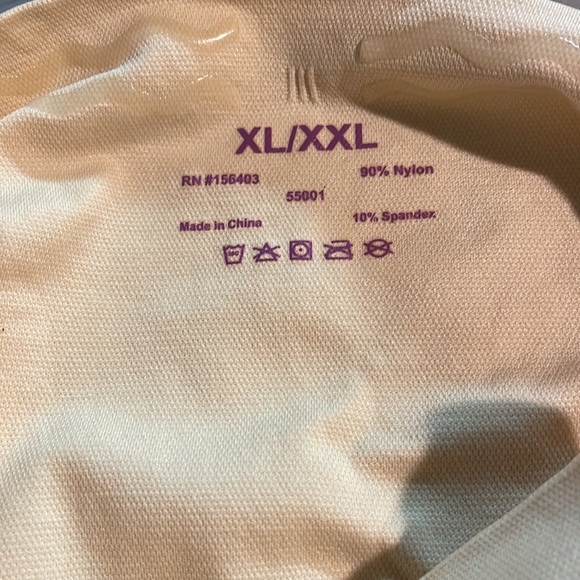 XL/XXL
RN #156403
90% Nylon
55001
Made in China
10% Spandex